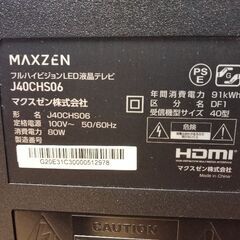 MAXZEN
フルハイビジョンLED液晶テレビ
J40CHS06
マクスゼン株式会社
形名 J40CHS06
定格電圧 100V~ 50/60Hz
消費電力 80W
製造番号
G20E31C30000512978
PS
E
年間消費電力 91kWh
区分名 DF1
受信機型サイズ 40型
危険
HDMI
マクスゼン株式会社
Made in China